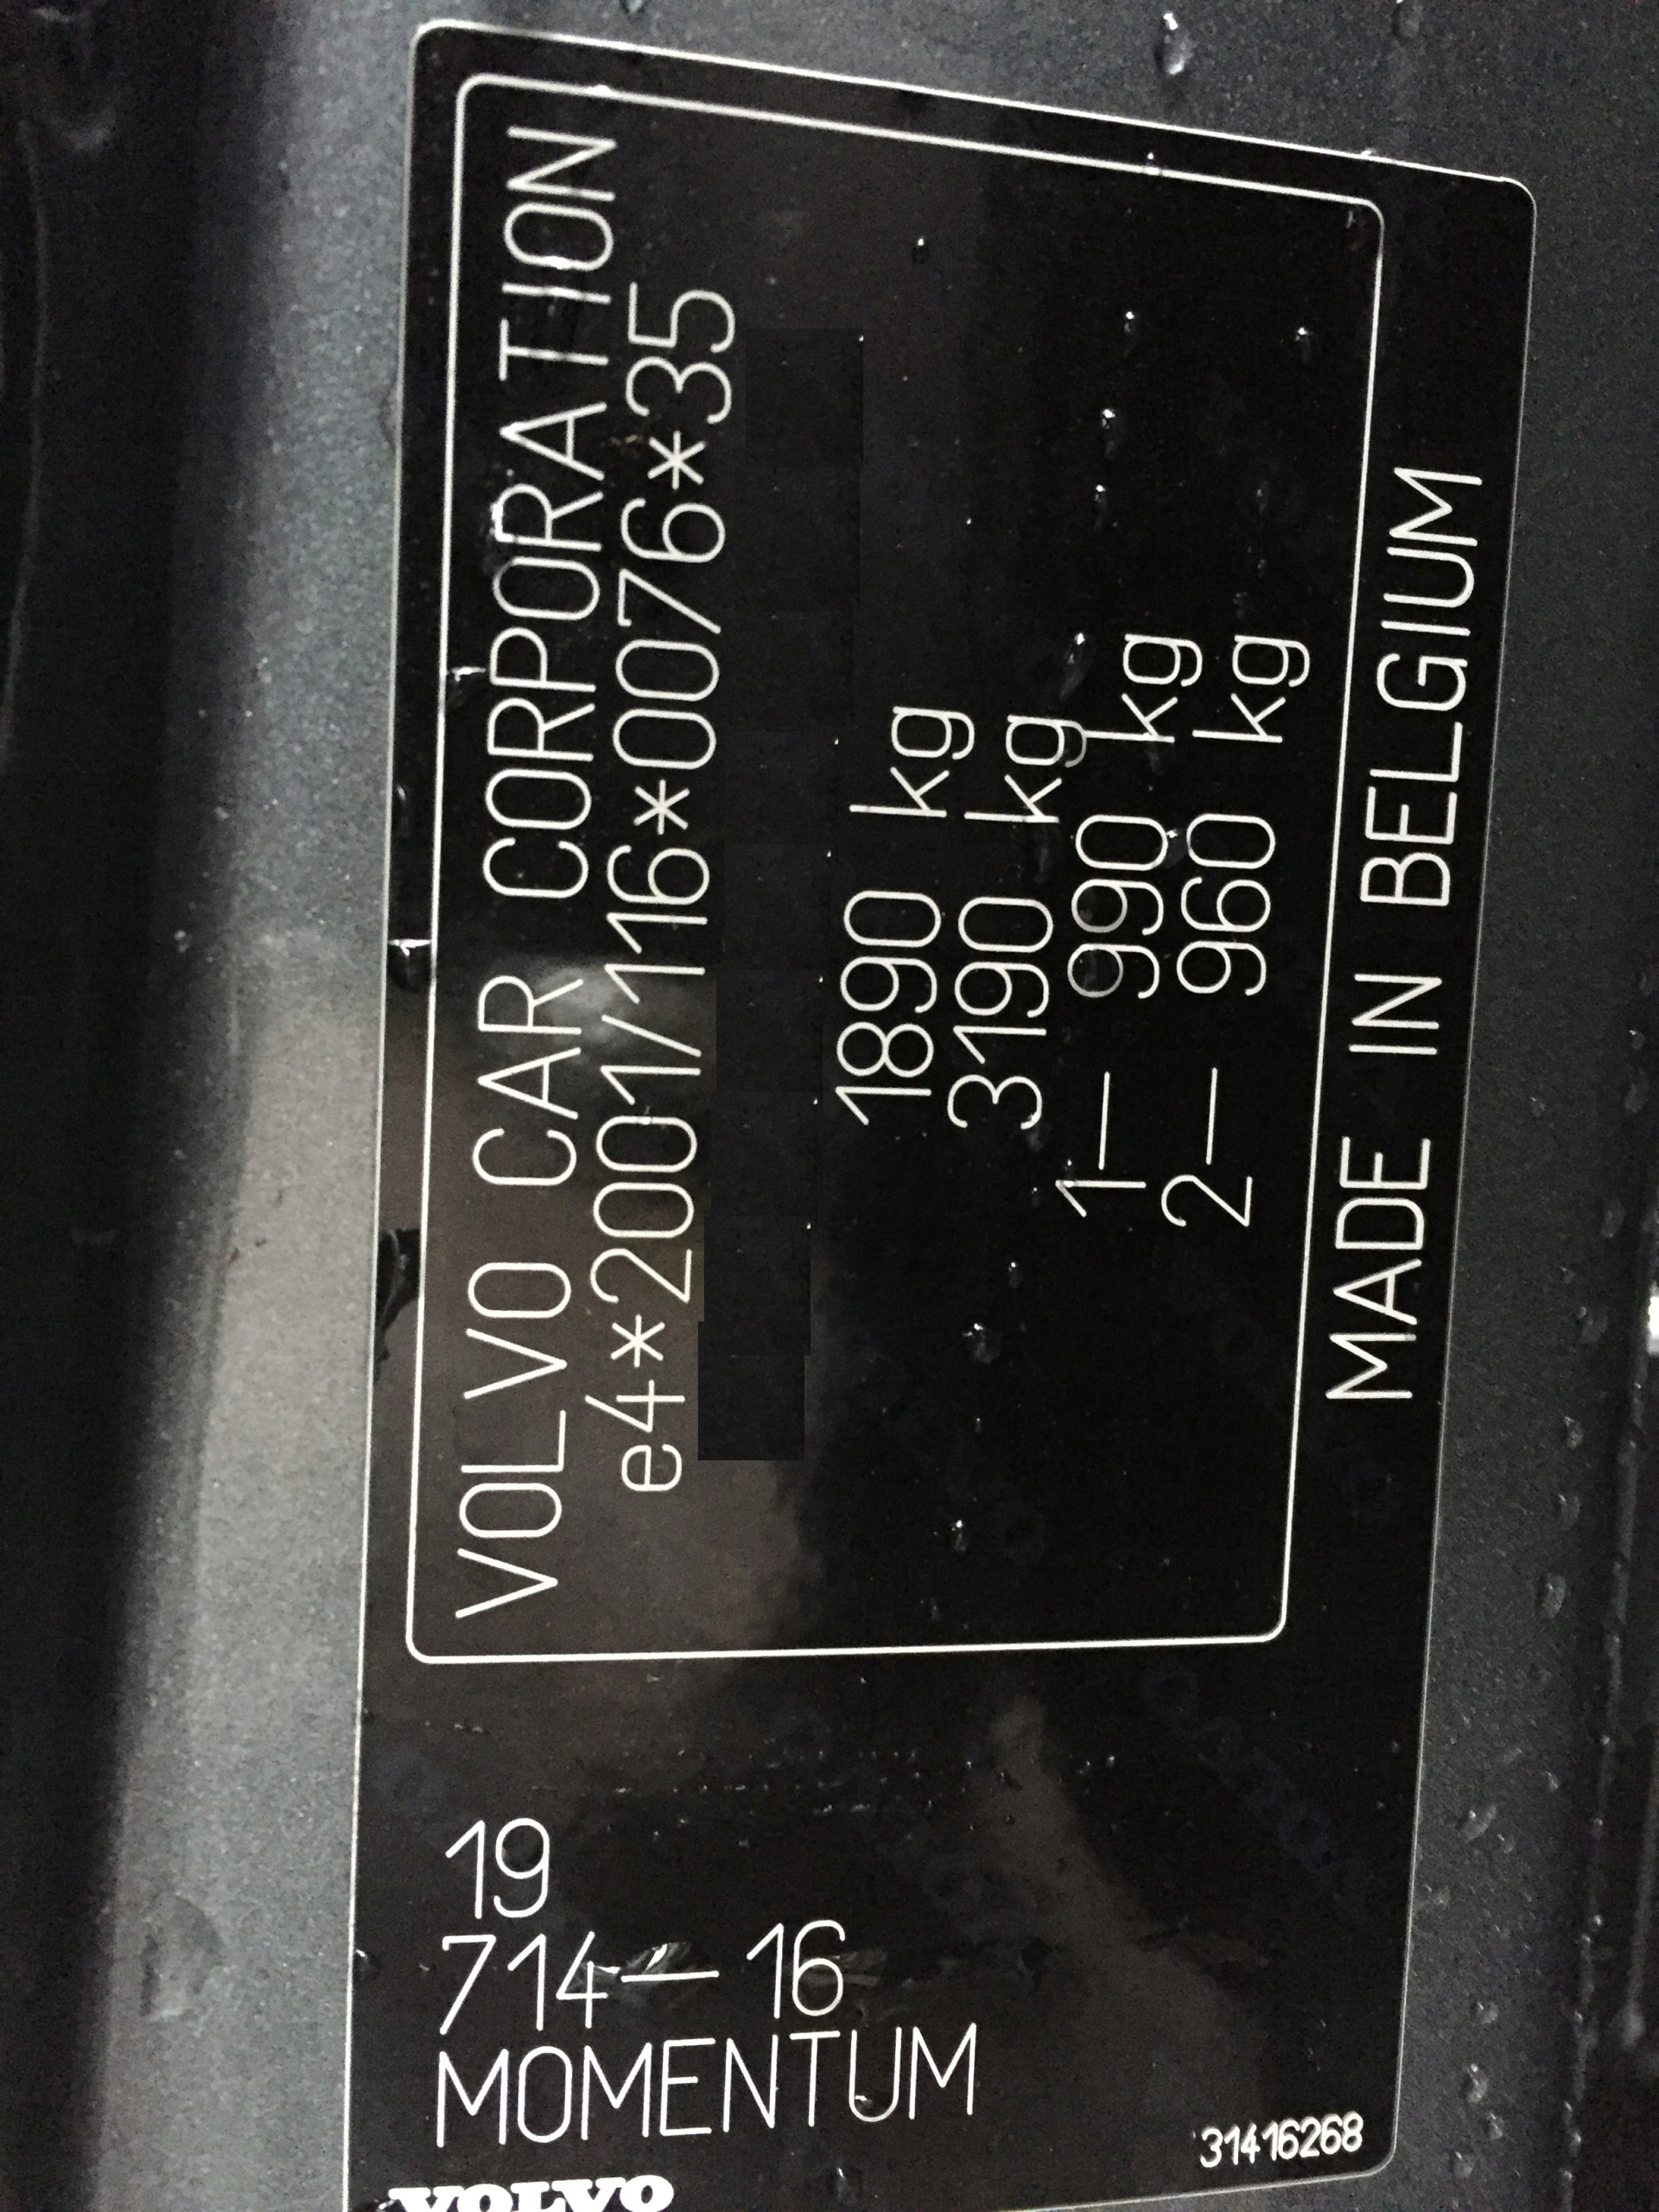 VOLVO
MOMENTUM
714-16
19
31416268
VOLVO CAR CORPORATION
e4*2001/116*0076*35
1890 kg
3190 kg
1- 990 kg
2- 960 kg
MADE IN BELGIUM